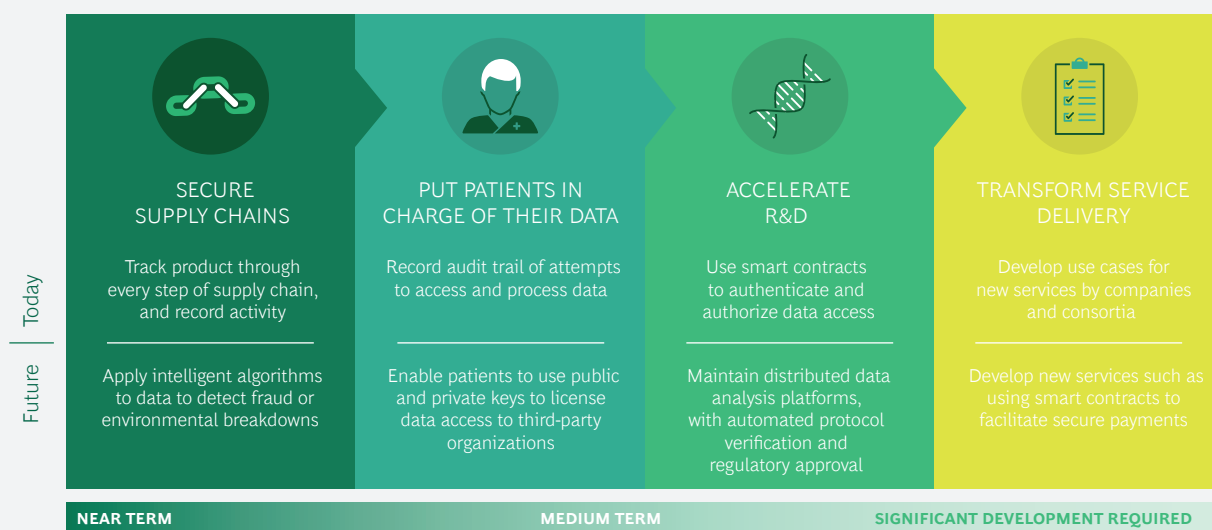 SECURE
SUPPLY CHAINS
PUT PATIENTS IN
CHARGE OF THEIR DATA
ACCELERATE
R&D
TRANSFORM SERVICE
DELIVERY
Today
Track product through
every step of supply chain,
and record activity
Record audit trail of attempts
to access and process data
Use smart contracts
to authenticate and
authorize data access
Develop use cases for
new services by companies
and consortia
Future
Apply intelligent algorithms
to data to detect fraud or
environmental breakdowns
Enable patients to use public
and private keys to license
data access to third-party
organizations
Maintain distributed data
analysis platforms,
with automated protocol
verification and
regulatory approval
Develop new services such as
using smart contracts to
facilitate secure payments
NEAR TERM
MEDIUM TERM
SIGNIFICANT DEVELOPMENT REQUIRED